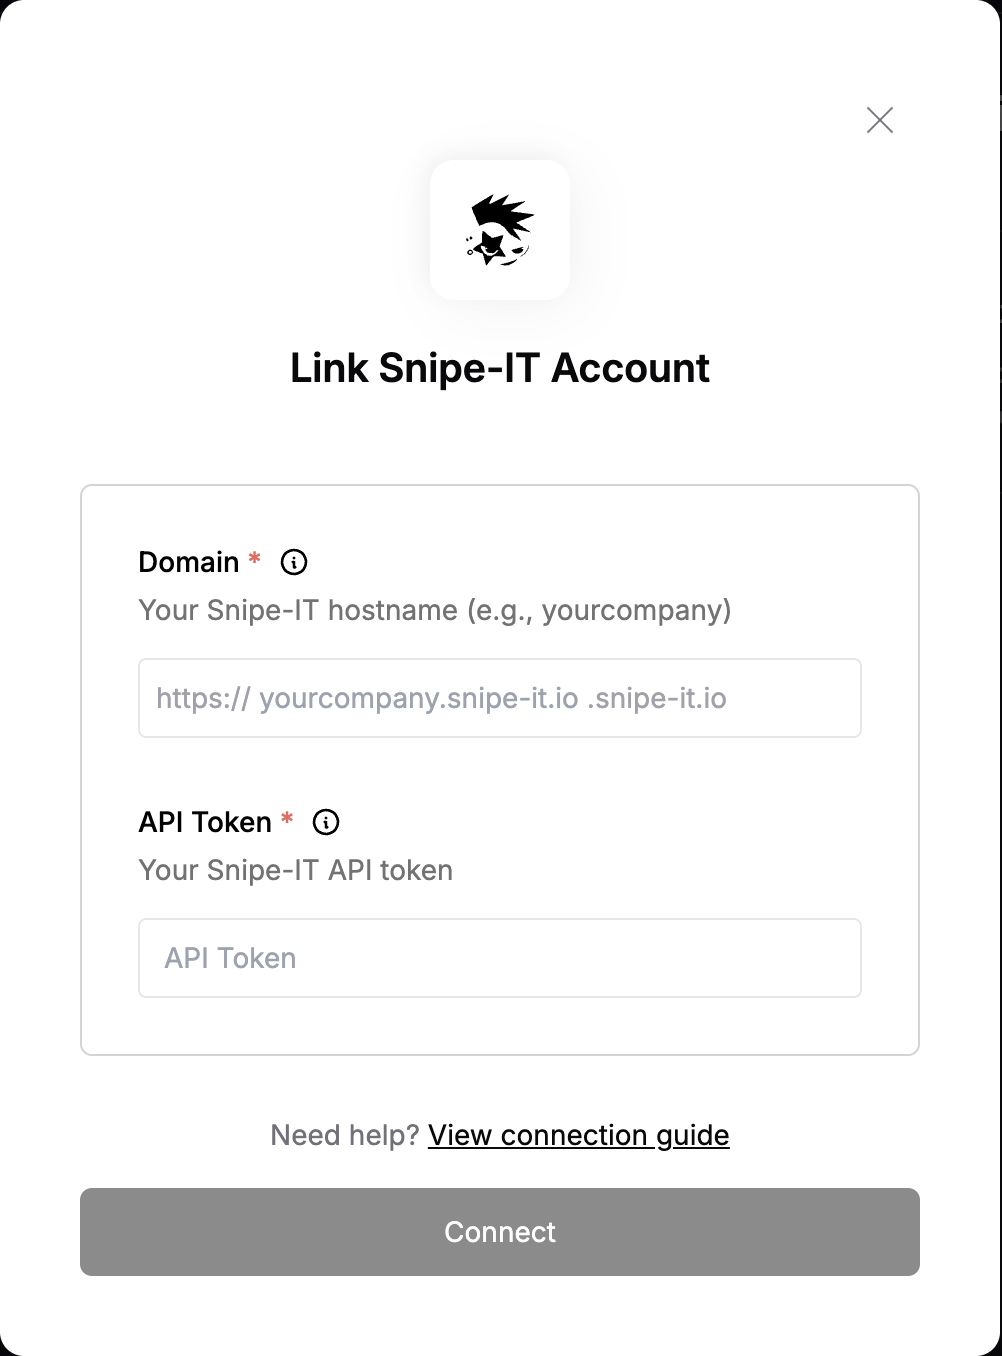 Link Snipe-IT Account
Domain *
Your Snipe-IT hostname (e.g., yourcompany)
https:// yourcompany.snipe-it.io .snipe-it.io
API Token *
Your Snipe-IT API token
API Token
Need help? View connection guide
Connect